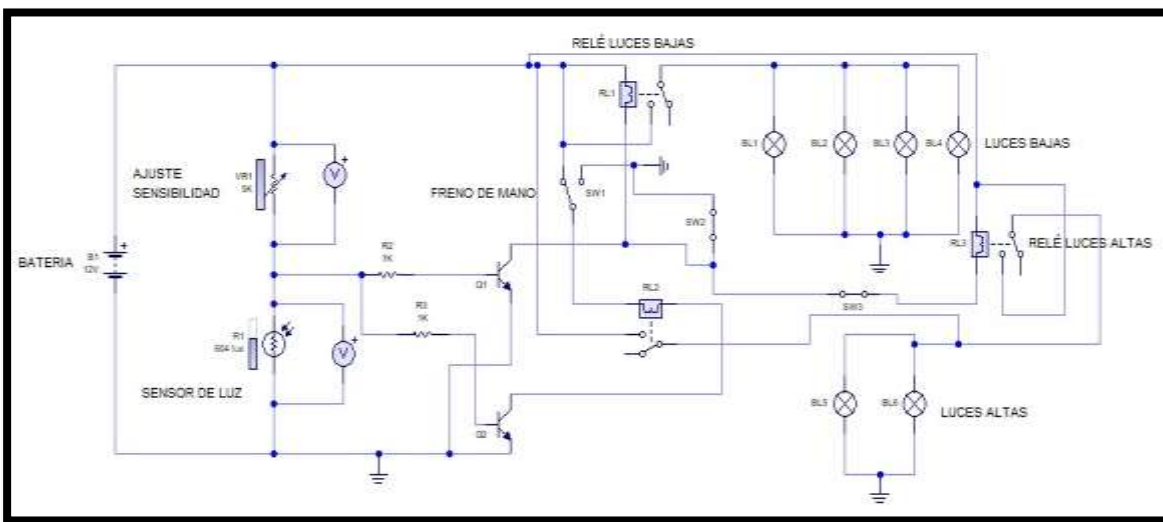 RELÉ LUCES BAJAS
RL1
BL1
BL2
BL3
BL4
LUCES BAJAS
AJUSTE
SENSIBILIDAD
VR1
5K
V
FRENO DE MANO
SW1
SW2
RL3
RELÉ LUCES ALTAS
BATERIA
B1
12V
R2
1K
Q1
R3
1K
RL2
SW3
R1
V
SENSOR DE LUZ
Q2
BL5
BL6
LUCES ALTAS